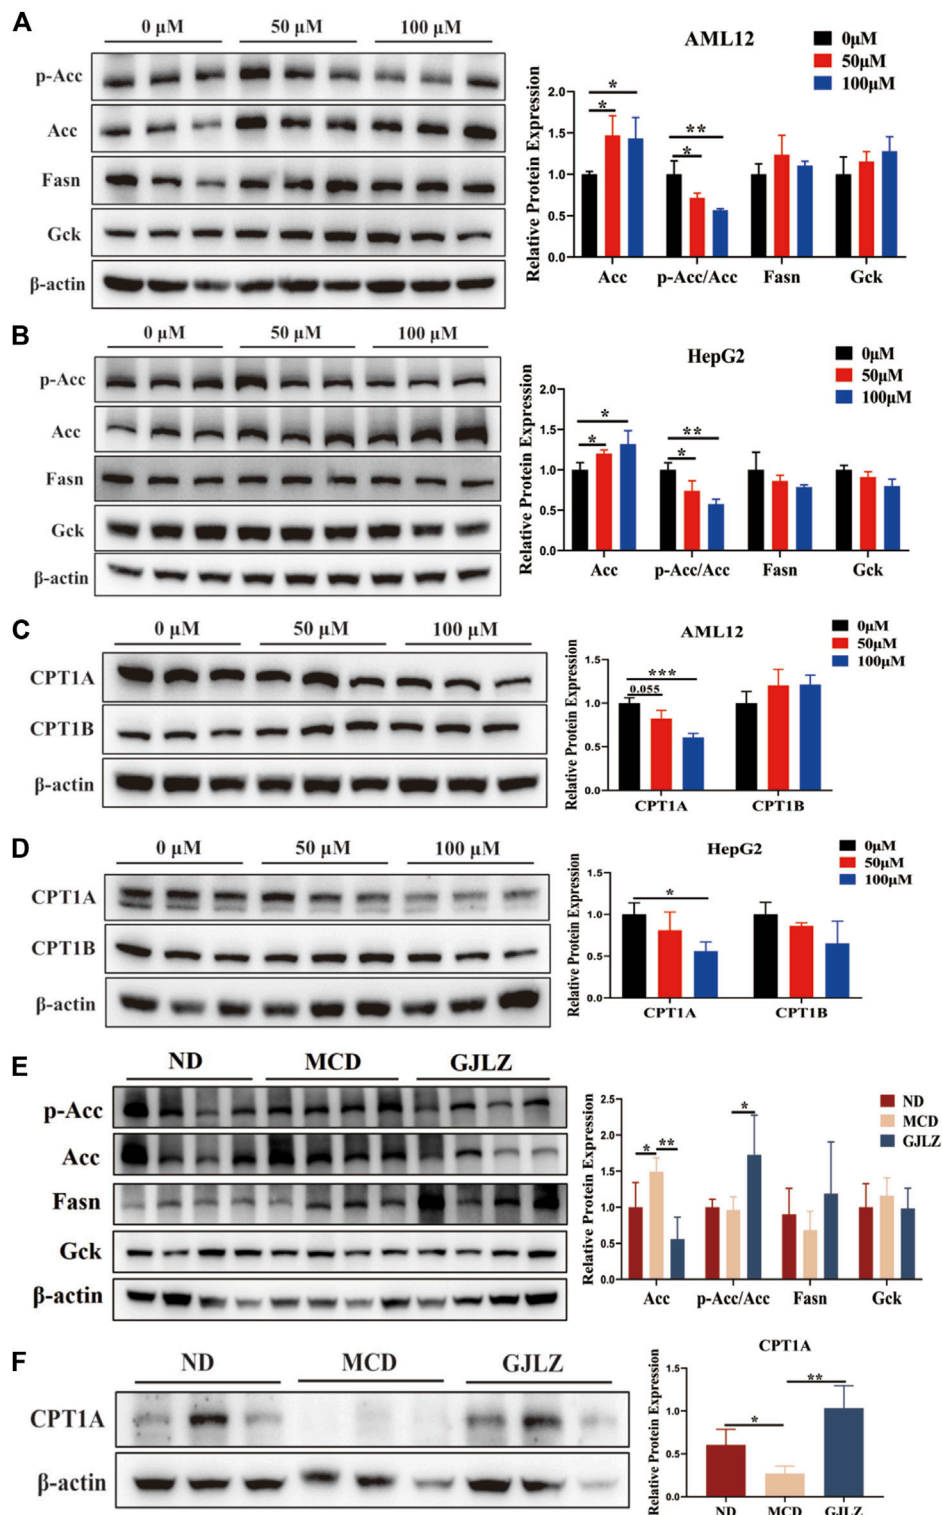 A
0 μM 50 μM 100 μM
p-Acc
Acc
Fasn
Gck
β-actin
AML12
0μM
50μM
100μM
Relative Protein Expression
2.0
1.5
1.0
0.5
0.0
* *
** *
Acc p-Acc/Acc Fasn Gck
B
0 μM 50 μM 100 μM
p-Acc
Acc
Fasn
Gck
β-actin
HepG2
0μM
50μM
100μM
Relative Protein Expression
2.0
1.5
1.0
0.5
0.0
* *
** *
Acc p-Acc/Acc Fasn Gck
C
0 μM 50 μM 100 μM
CPT1A
CPT1B
β-actin
AML12
0μM
50μM
100μM
Relative Protein Expression
1.5
1.0
0.5
0.0
***
0.055
CPT1A CPT1B
D
0 μM 50 μM 100 μM
CPT1A
CPT1B
β-actin
HepG2
0μM
50μM
100μM
Relative Protein Expression
1.5
1.0
0.5
0.0
*
CPT1A CPT1B
E
ND MCD GJLZ
p-Acc
Acc
Fasn
Gck
β-actin
ND
MCD
GJLZ
Relative Protein Expression
2.5
2.0
1.5
1.0
0.5
0.0
* ** *
Acc p-Acc/Acc Fasn Gck
F
ND MCD GJLZ
CPT1A
β-actin
CPT1A
Relative Protein Expression
1.5
1.0
0.5
0.0
* **
ND MCD GJLZ